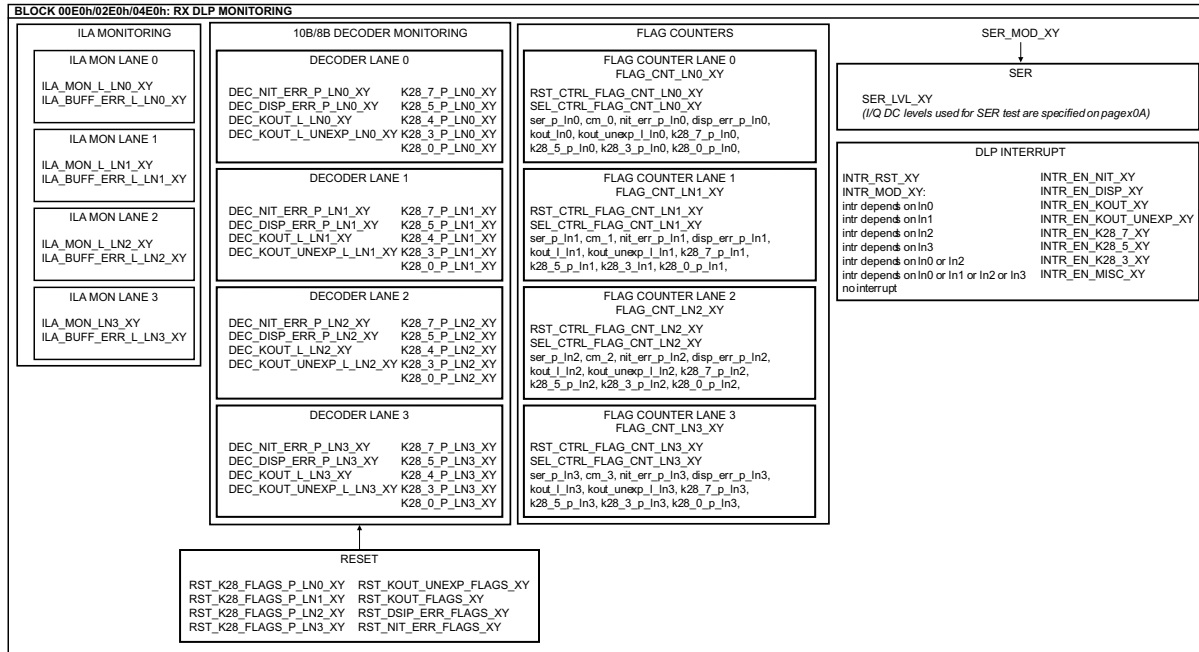 BLOCK 00E0h/02E0h/04E0h: RX DLP MONITORING
ILA MONITORING
ILA MON LANE 0
ILA_MON_L_LN0_XY
ILA_BUFF_ERR_L_LN0_XY
ILA MON LANE 1
ILA_MON_L_LN1_XY
ILA_BUFF_ERR_L_LN1_XY
ILA MON LANE 2
ILA_MON_L_LN2_XY
ILA_BUFF_ERR_L_LN2_XY
ILA MON LANE 3
ILA_MON_LN3_XY
ILA_BUFF_ERR_L_LN3_XY
10B/8B DECODER MONITORING
DECODER LANE 0
DEC_NIT_ERR_P_LN0_XY K28_7_P_LN0_XY
DEC_DISP_ERR_P_LN0_XY K28_5_P_LN0_XY
DEC_KOUT_L_LN0_XY K28_4_P_LN0_XY
DEC_KOUT_L_UNEXP_LN0_XY K28_3_P_LN0_XY
K28_0_P_LN0_XY
DECODER LANE 1
DEC_NIT_ERR_P_LN1_XY K28_7_P_LN1_XY
DEC_DISP_ERR_P_LN1_XY K28_5_P_LN1_XY
DEC_KOUT_L_LN1_XY K28_4_P_LN1_XY
DEC_KOUT_UNEXP_L_LN1_XY K28_3_P_LN1_XY
K28_0_P_LN1_XY
DECODER LANE 2
DEC_NIT_ERR_P_LN2_XY K28_7_P_LN2_XY
DEC_DISP_ERR_P_LN2_XY K28_5_P_LN2_XY
DEC_KOUT_L_LN2_XY K28_4_P_LN2_XY
DEC_KOUT_UNEXP_L_LN2_XY K28_3_P_LN2_XY
K28_0_P_LN2_XY
DECODER LANE 3
DEC_NIT_ERR_P_LN3_XY K28_7_P_LN3_XY
DEC_DISP_ERR_P_LN3_XY K28_5_P_LN3_XY
DEC_KOUT_L_LN3_XY K28_4_P_LN3_XY
DEC_KOUT_UNEXP_L_LN3_XY K28_3_P_LN3_XY
K28_0_P_LN3_XY
FLAG COUNTERS
FLAG COUNTER LANE 0
FLAG_CNT_LN0_XY
RST_CTRL_FLAG_CNT_LN0_XY
SEL_CTRL_FLAG_CNT_LN0_XY
ser_p_ln0, cm_0, nit_err_p_ln0, disp_err_p_ln0,
kout_ln0, kout_unexp_l_ln0, k28_7_p_ln0,
k28_5_p_ln0, k28_3_p_ln0, k28_0_p_ln0,
FLAG COUNTER LANE 1
FLAG_CNT_LN1_XY
RST_CTRL_FLAG_CNT_LN1_XY
SEL_CTRL_FLAG_CNT_LN1_XY
ser_p_ln1, cm_1, nit_err_p_ln1, disp_err_p_ln1,
kout_l_ln1, kout_unexp_l_ln1, k28_7_p_ln1,
k28_5_p_ln1, k28_3_ln1, k28_0_p_ln1,
FLAG COUNTER LANE 2
FLAG_CNT_LN2_XY
RST_CTRL_FLAG_CNT_LN2_XY
SEL_CTRL_FLAG_CNT_LN2_XY
ser_p_ln2, cm_2, nit_err_p_ln2, disp_err_p_ln2,
kout_l_ln2, kout_unexp_l_ln2, k28_7_p_ln2,
k28_5_p_ln2, k28_3_p_ln2, k28_0_p_ln2,
FLAG COUNTER LANE 3
FLAG_CNT_LN3_XY
RST_CTRL_FLAG_CNT_LN3_XY
SEL_CTRL_FLAG_CNT_LN3_XY
ser_p_ln3, cm_3, nit_err_p_ln3, disp_err_p_ln3,
kout_l_ln3, kout_unexp_l_ln3, k28_7_p_ln3,
k28_5_p_ln3, k28_3_p_ln3, k28_0_p_ln3,
SER_MOD_XY
SER
SER_LVL_XY
(I/Q DC levels used for SER test are specified on pagex0A)
DLP INTERRUPT
INTR_RST_XY INTR_EN_NIT_XY
INTR_MOD_XY: INTR_EN_DISP_XY
intr depends on ln0 INTR_EN_KOUT_XY
intr depends on ln1 INTR_EN_KOUT_UNEXP_XY
intr depends on ln2 INTR_EN_K28_7_XY
intr depends on ln3 INTR_EN_K28_5_XY
intr depends on ln0 or ln2 INTR_EN_K28_3_XY
intr depends on ln0 or ln1 or ln2 or ln3 INTR_EN_MISC_XY
no interrupt
RESET
RST_K28_FLAGS_P_LN0_XY RST_KOUT_UNEXP_FLAGS_XY
RST_K28_FLAGS_P_LN1_XY RST_KOUT_FLAGS_XY
RST_K28_FLAGS_P_LN2_XY RST_DSIP_ERR_FLAGS_XY
RST_K28_FLAGS_P_LN3_XY RST_NIT_ERR_FLAGS_XY